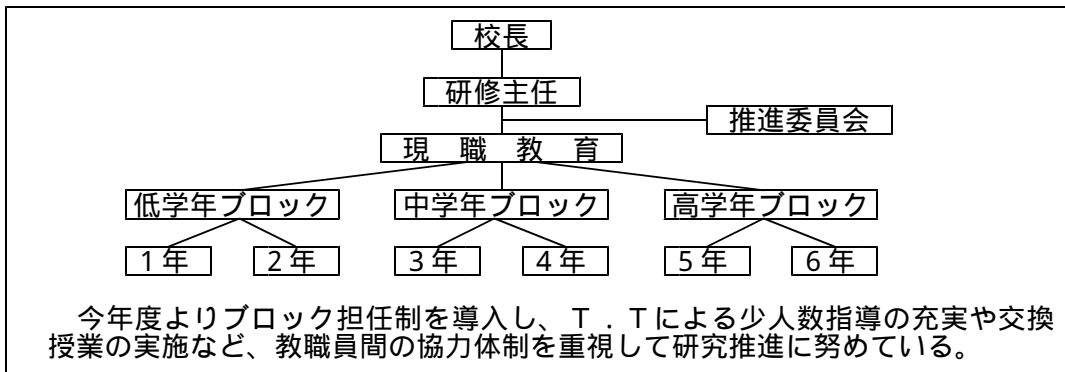 校長
研修主任
推進委員会
現 職 教 育
低学年ブロック 中学年ブロック 高学年ブロック
1年 2年 3年 4年 5年 6年
今年度よりブロック担任制を導入し、T.Tによる少人数指導の充実や交換
授業の実施など、教職員間の協力体制を重視して研究推進に努めている。